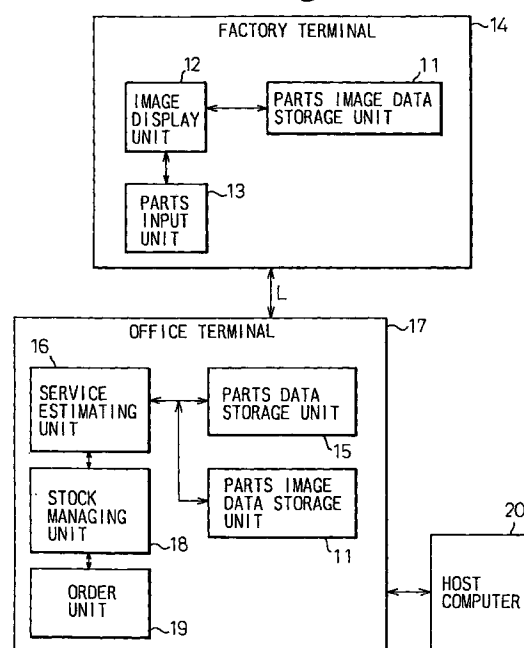 FACTORY TERMINAL
14
12
IMAGE
DISPLAY
UNIT
11
PARTS IMAGE DATA
STORAGE UNIT
13
PARTS
INPUT
UNIT
L
OFFICE TERMINAL
17
16
SERVICE
ESTIMATING
UNIT
PARTS DATA
STORAGE UNIT
15
STOCK
MANAGING
UNIT
18
PARTS IMAGE
DATA STORAGE
UNIT
11
ORDER
UNIT
19
20
HOST
COMPUTER